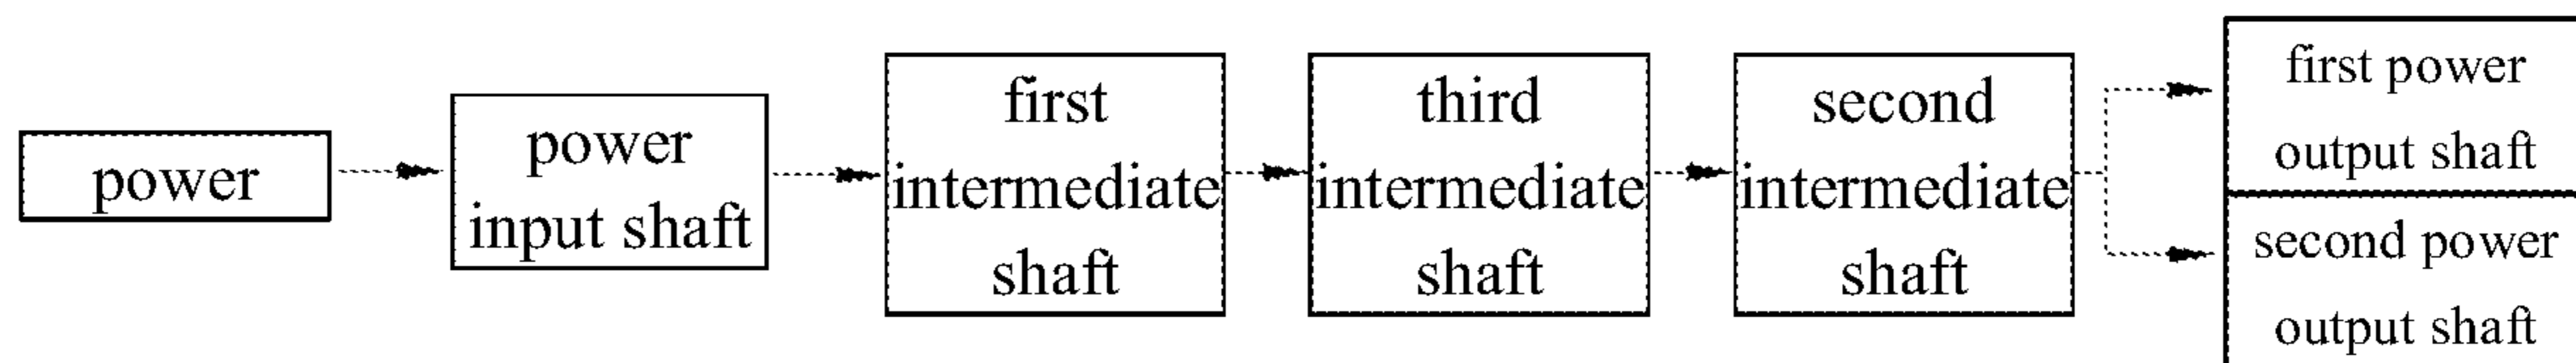 power
power
input shaft
first
intermediate
shaft
third
intermediate
shaft
second
intermediate
shaft
first power
output shaft
second power
output shaft